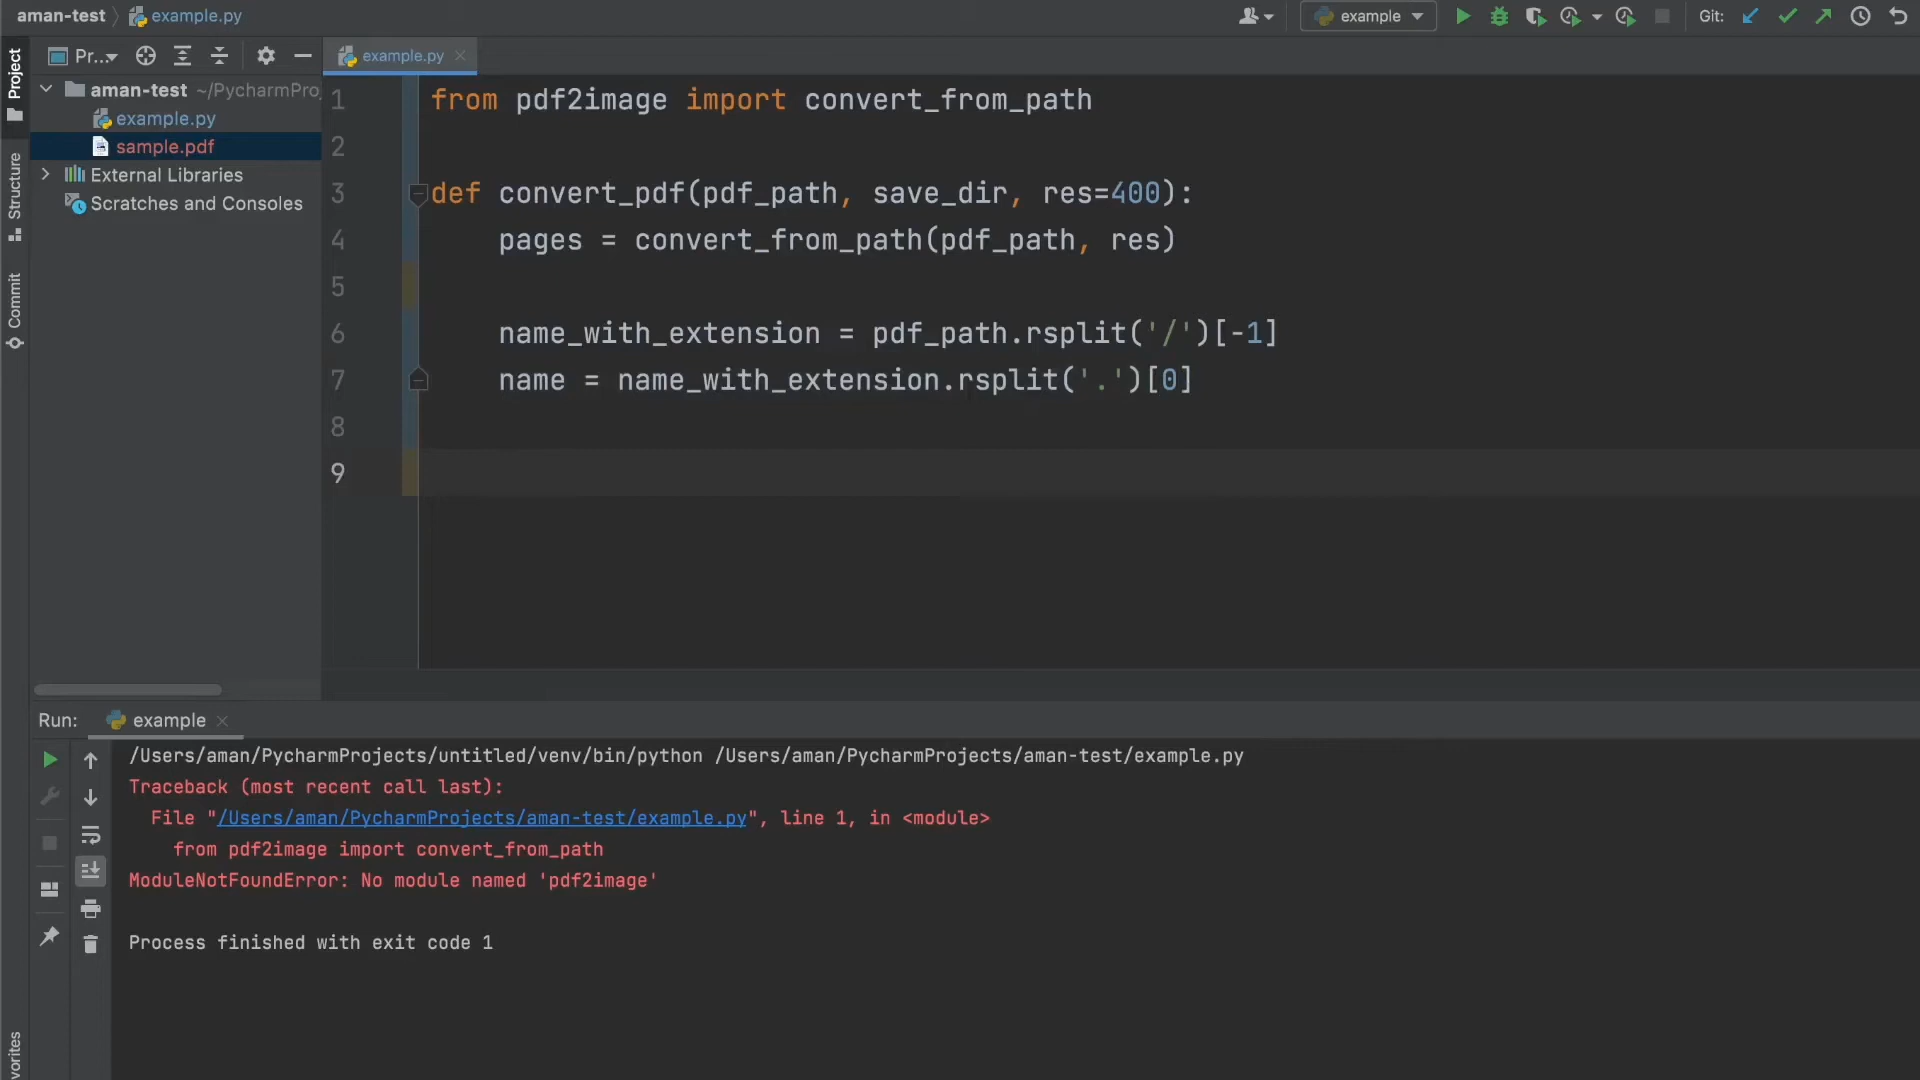 aman-test
example.py
example
Git:
Project
Structure
Commit
vorites
Pr...
example.py
aman-test ~/PycharmPro
example.py
sample.pdf
External Libraries
Scratches and Consoles
1 from pdf2image import convert_from_path
2
3 def convert_pdf(pdf_path, save_dir, res=400):
4 pages = convert_from_path(pdf_path, res)
5
6 name_with_extension = pdf_path.rsplit('/')[-1]
7 name = name_with_extension.rsplit('.')[0]
8
9
Run: example
/Users/aman/PycharmProjects/untitled/venv/bin/python /Users/aman/PycharmProjects/aman-test/example.py
Traceback (most recent call last):
File "/Users/aman/PycharmProjects/aman-test/example.py", line 1, in <module>
from pdf2image import convert_from_path
ModuleNotFoundError: No module named 'pdf2image'
Process finished with exit code 1